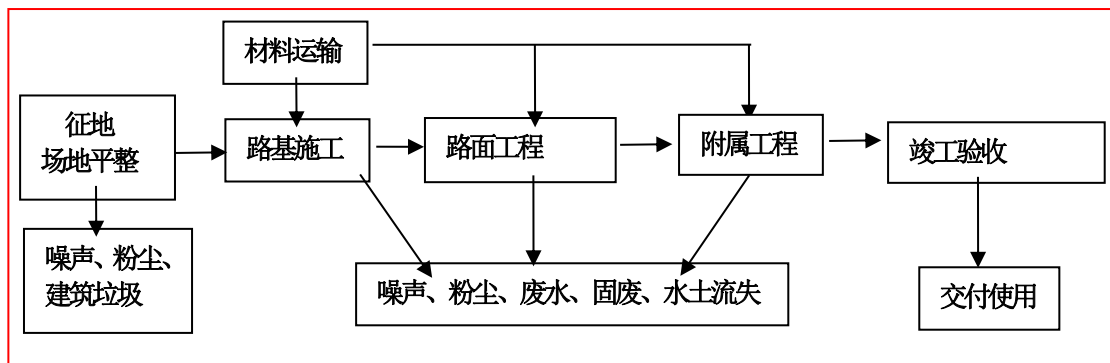 材料运输
征地
场地平整
路基施工
路面工程
附属工程
竣工验收
噪声、粉尘、
建筑垃圾
噪声、粉尘、废水、固废、水土流失
交付使用